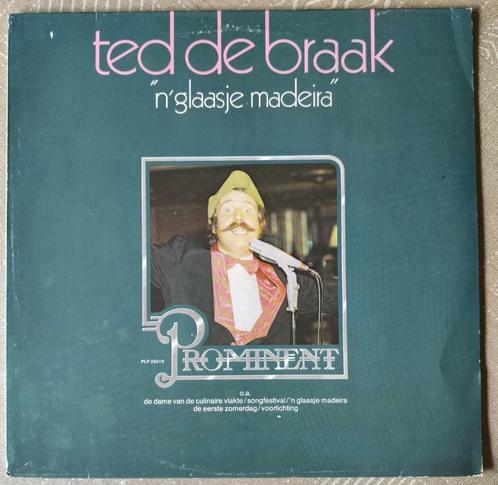 ted de braak
"n'glaasje madeira"
PLP 25019
PROMINENT
o.a.
de dame van de culinaire vlakte/songfestival/'n glaasje madeira
de eerste zomerdag/voorlichting